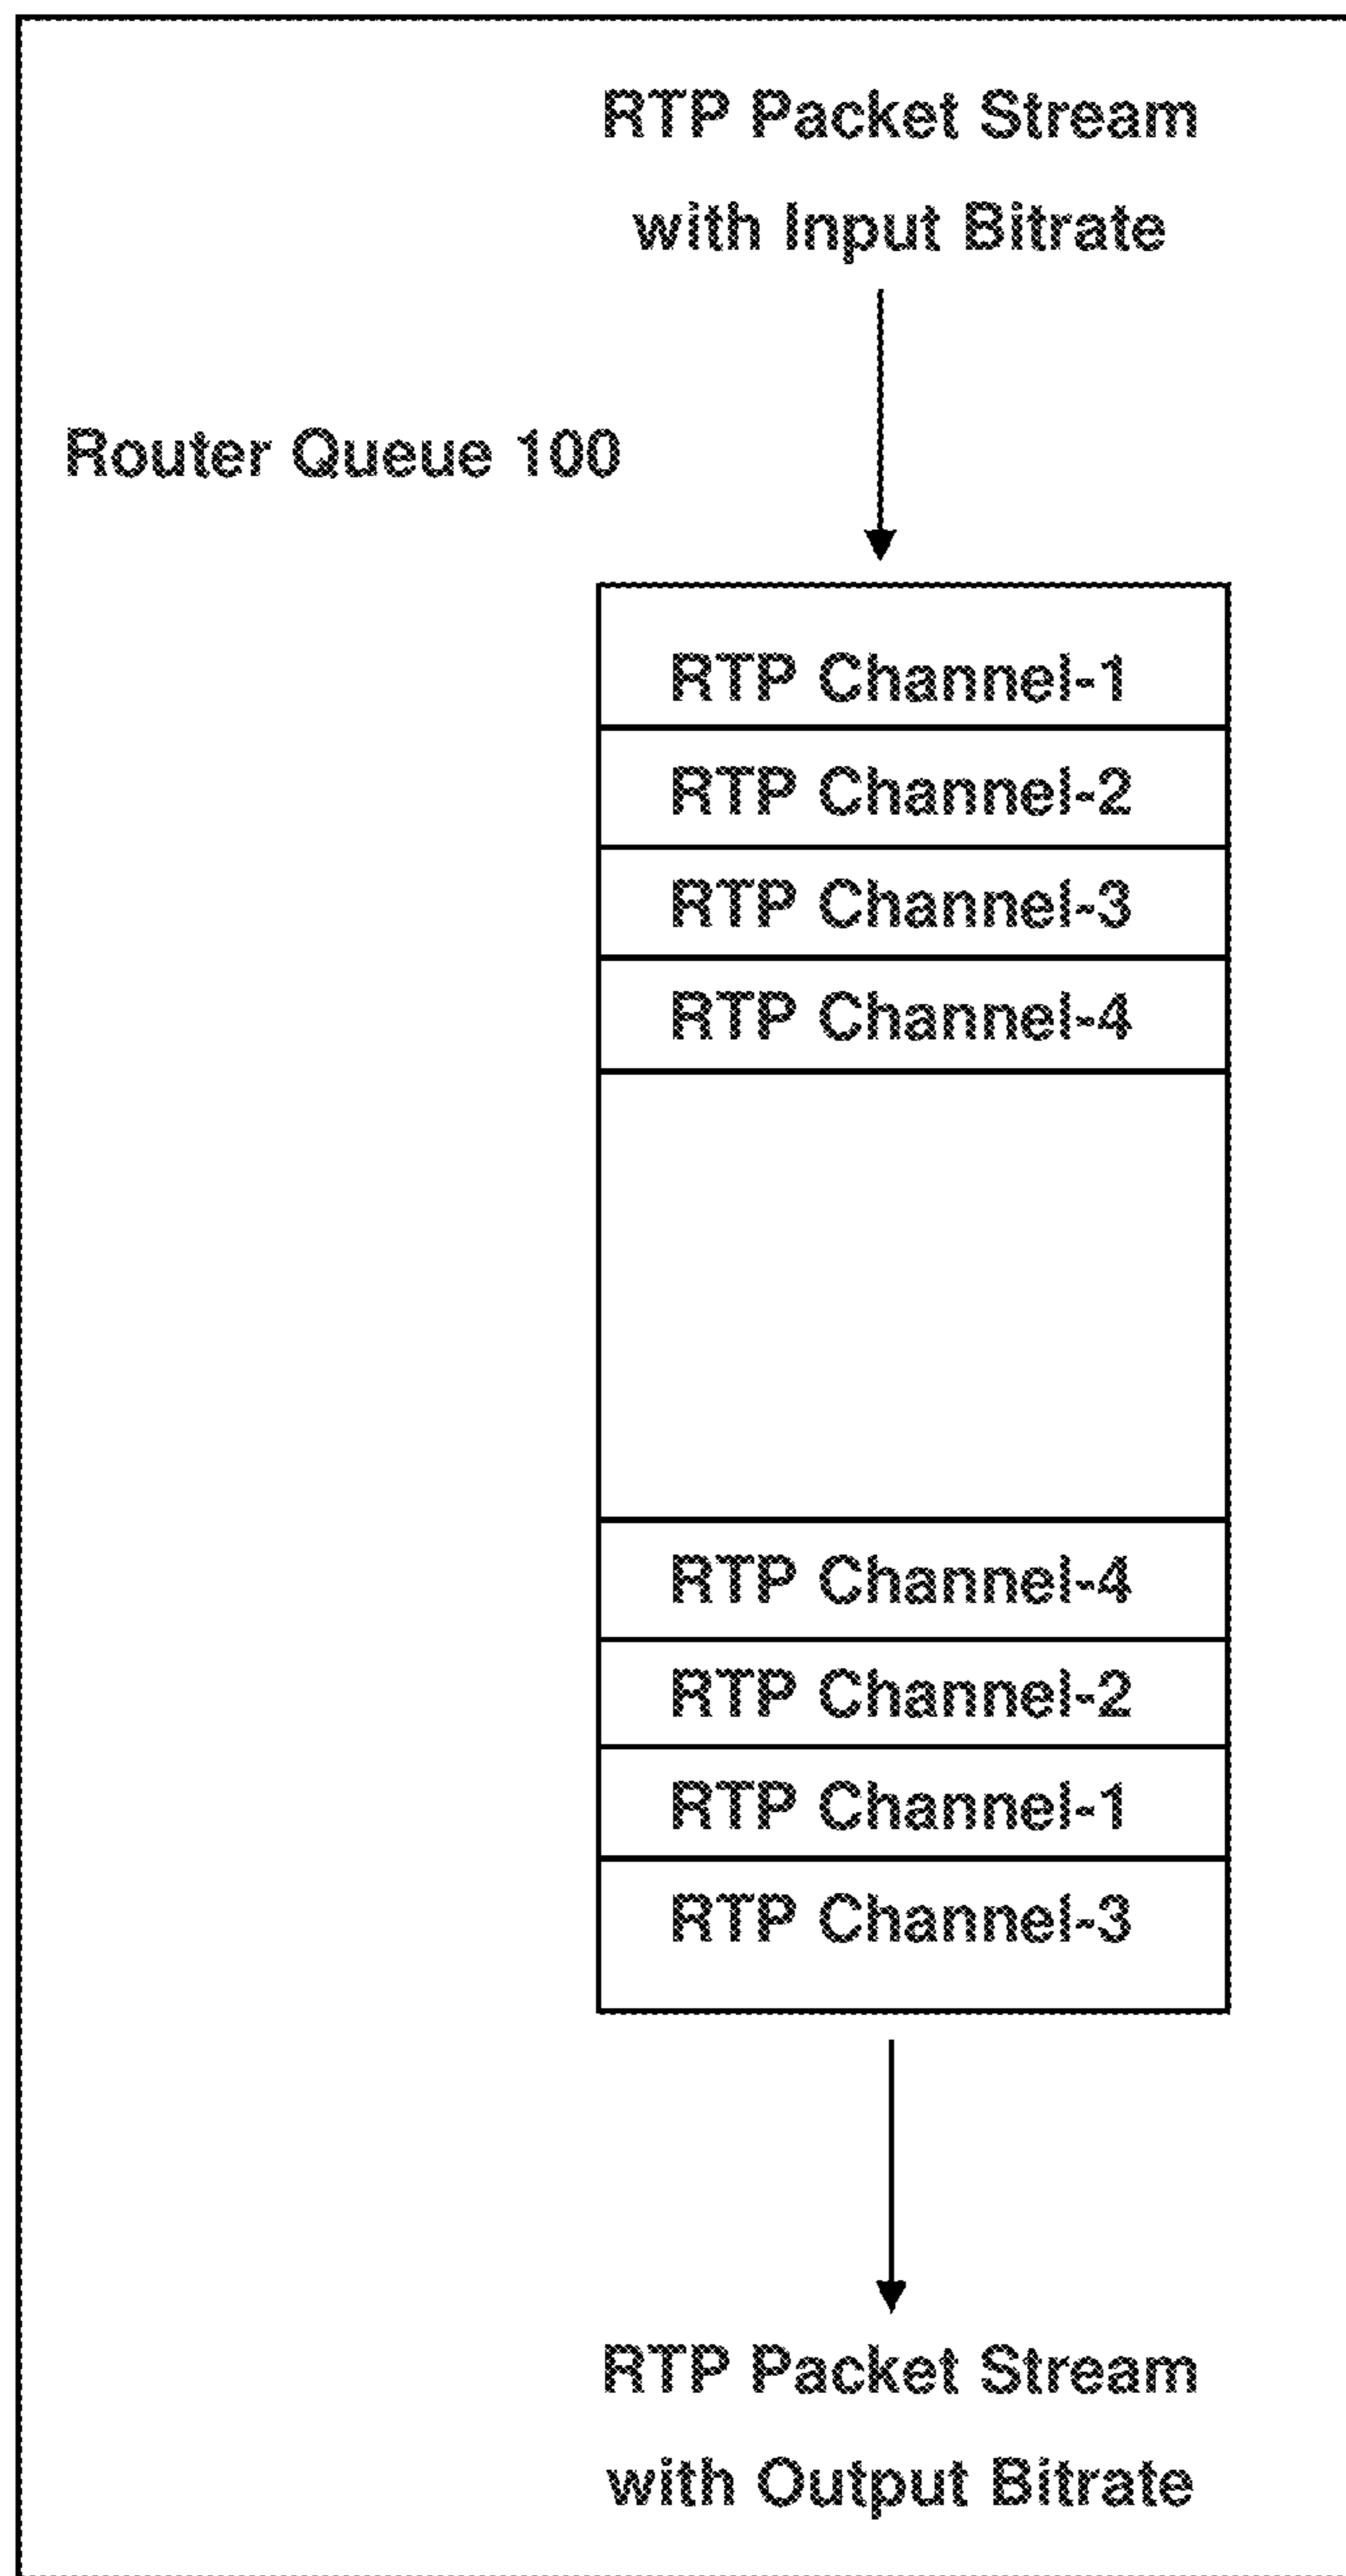 RTP Packet Stream
with Input Bitrate
Router Queue 100
RTP Channel-1
RTP Channel-2
RTP Channel-3
RTP Channel-4
RTP Channel-4
RTP Channel-2
RTP Channel-1
RTP Channel-3
RTP Packet Stream
with Output Bitrate